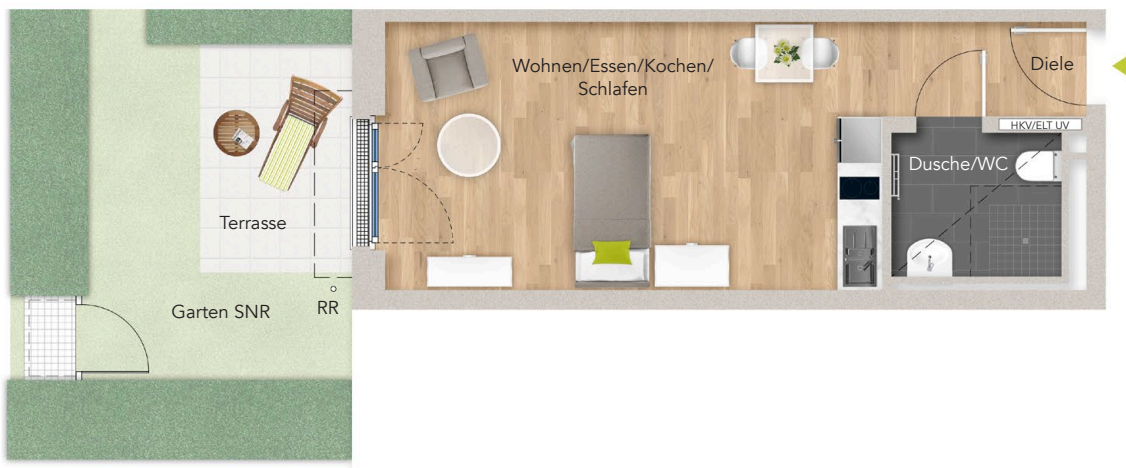 Wohnen/Essen/Kochen/
Schlafen
Diele
HKV/ELT UV
Dusche/WC
Terrasse
Garten SNR
RR